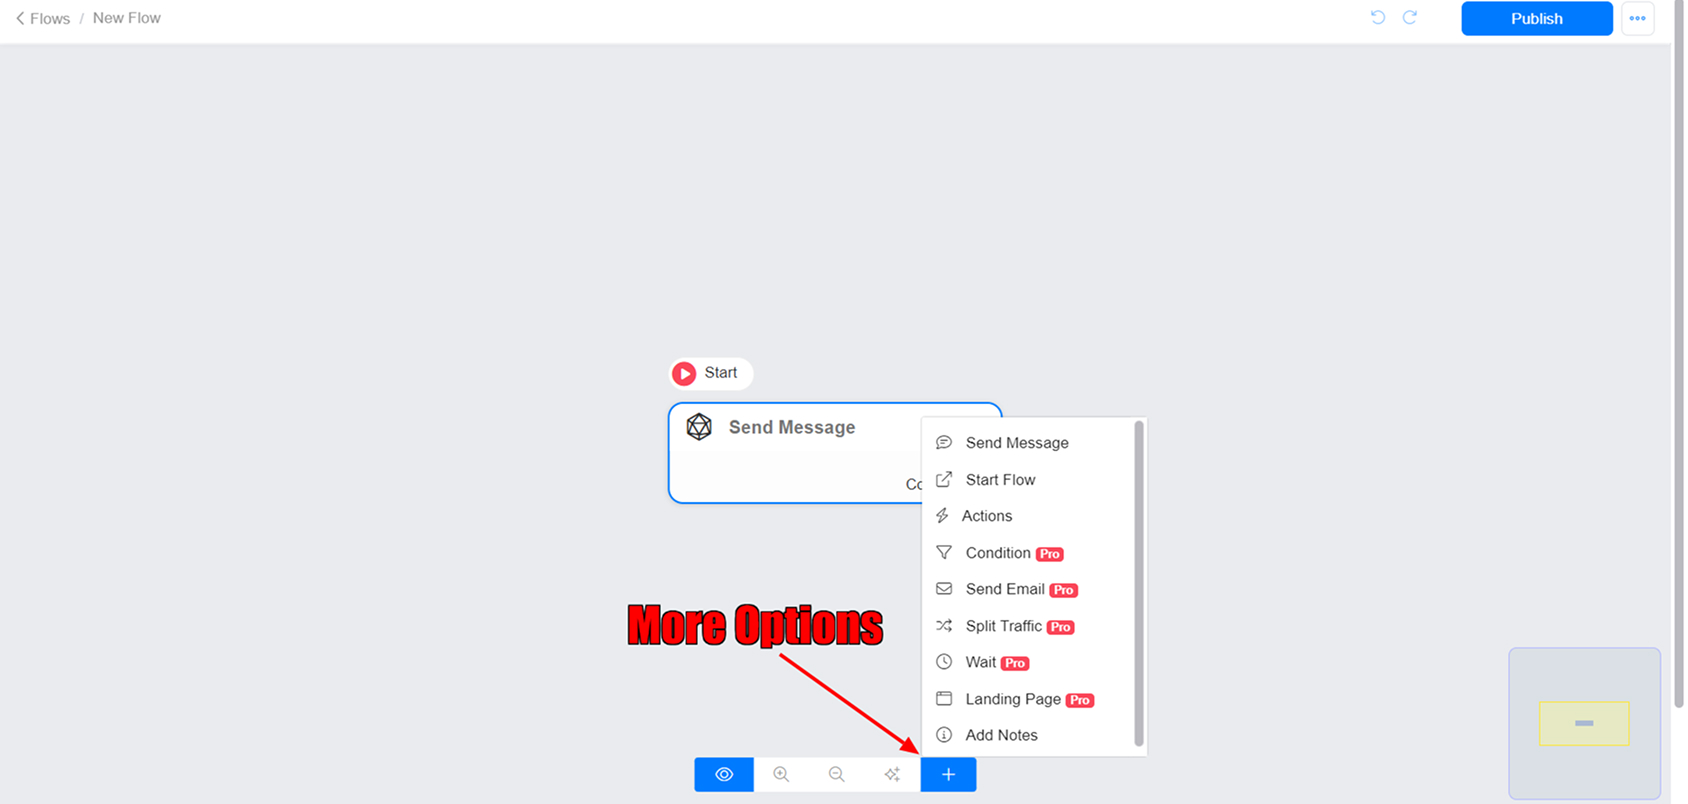 Flows / New Flow
Publish
Start
Send Message
Co
Send Message
Start Flow
Actions
Condition Pro
Send Email Pro
Split Traffic Pro
Wait Pro
Landing Page Pro
Add Notes
More Options